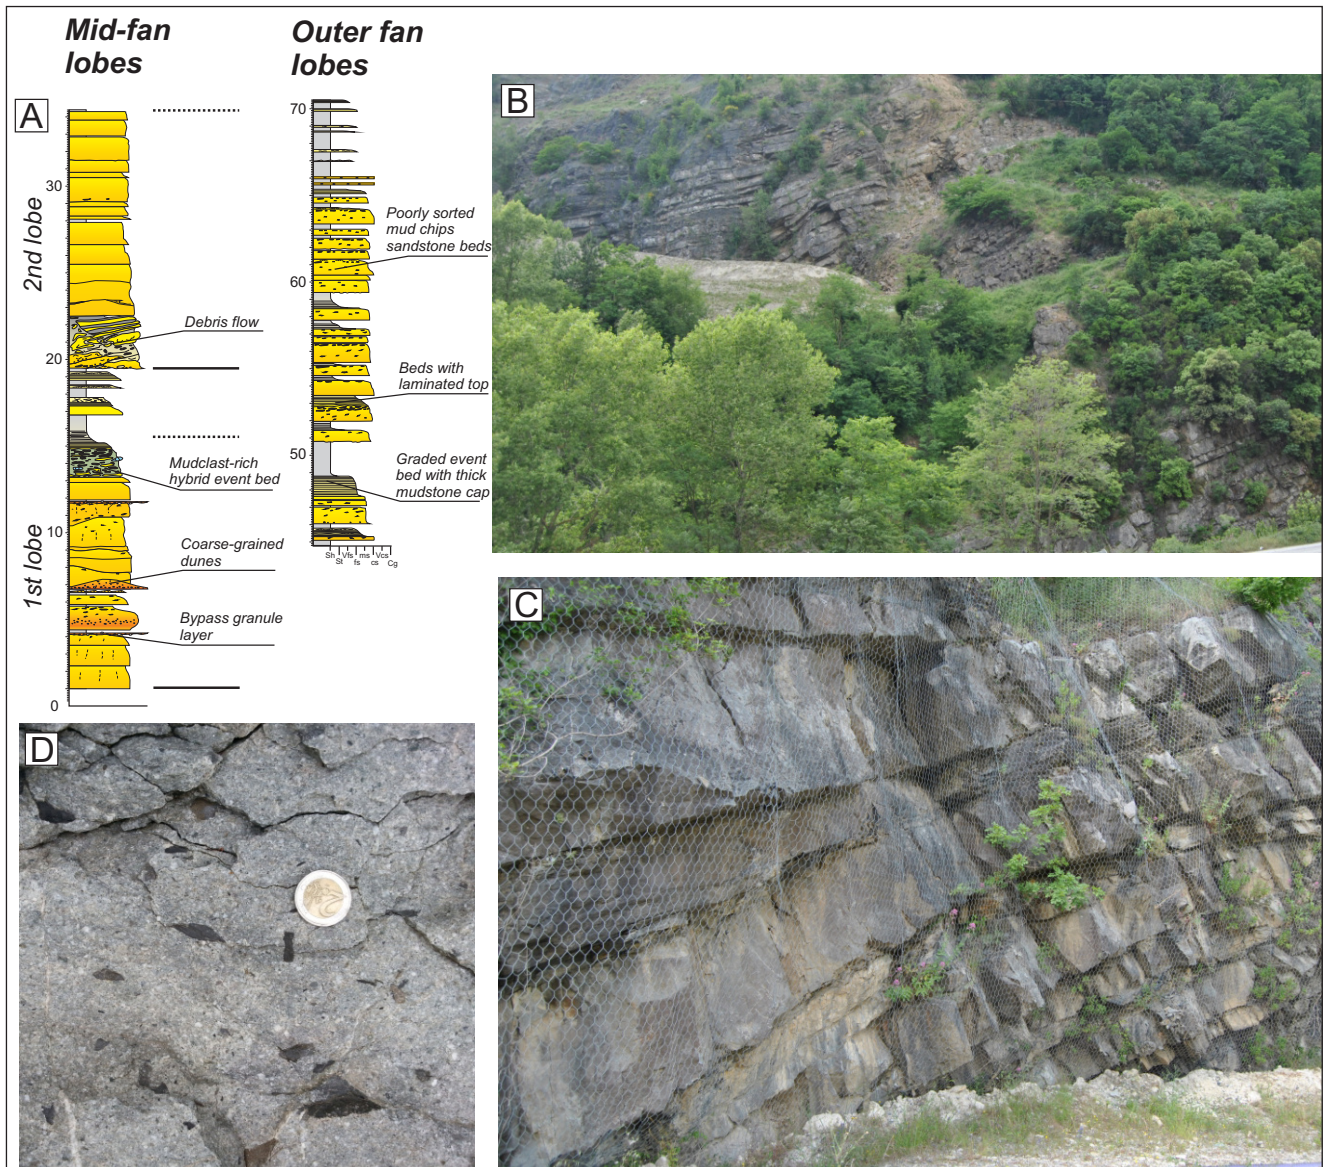 Mid-fan
lobes
Outer fan
lobes
A
2nd lobe
1st lobe
30
20
10
0
Debris flow
Mudclast-rich
hybrid event bed
Coarse-grained
dunes
Bypass granule
layer
70
60
50
Poorly sorted
mud chips
sandstone beds
Beds with
laminated top
Graded event
bed with thick
mudstone cap
Sh Vfs ms Vcs
St fs cs Cg
B
C
D